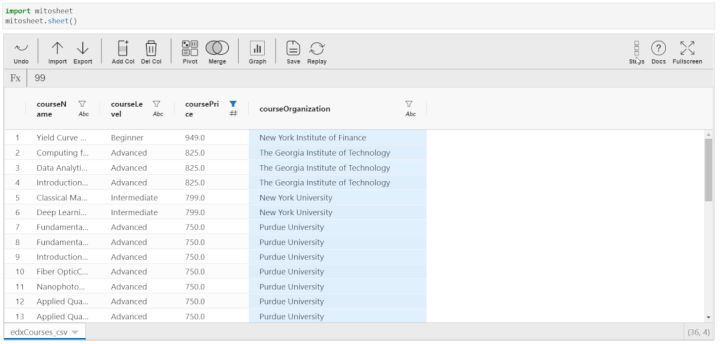 import mitosheet
mitosheet.sheet()
Undo Import Export Add Col Del Col Pivot Merge Graph Save Replay Steps Docs Fullscreen
Fx 99
courseN courseLe coursePri courseOrganization
ame Abc vel Abc ce # Abc
1 Yield Curve ... Beginner 949.0 New York Institute of Finance
2 Computing f... Advanced 825.0 The Georgia Institute of Technology
3 Data Analyti... Advanced 825.0 The Georgia Institute of Technology
4 Introduction... Advanced 825.0 The Georgia Institute of Technology
5 Classical Ma... Intermediate 799.0 New York University
6 Deep Learni... Intermediate 799.0 New York University
7 Fundamenta... Advanced 750.0 Purdue University
8 Fundamenta... Advanced 750.0 Purdue University
9 Introduction... Advanced 750.0 Purdue University
10 Fiber OpticC... Advanced 750.0 Purdue University
11 Nanophoto... Advanced 750.0 Purdue University
12 Applied Qua... Advanced 750.0 Purdue University
13 Applied Qua... Advanced 750.0 Purdue University
edxCourses_csv (36, 4)